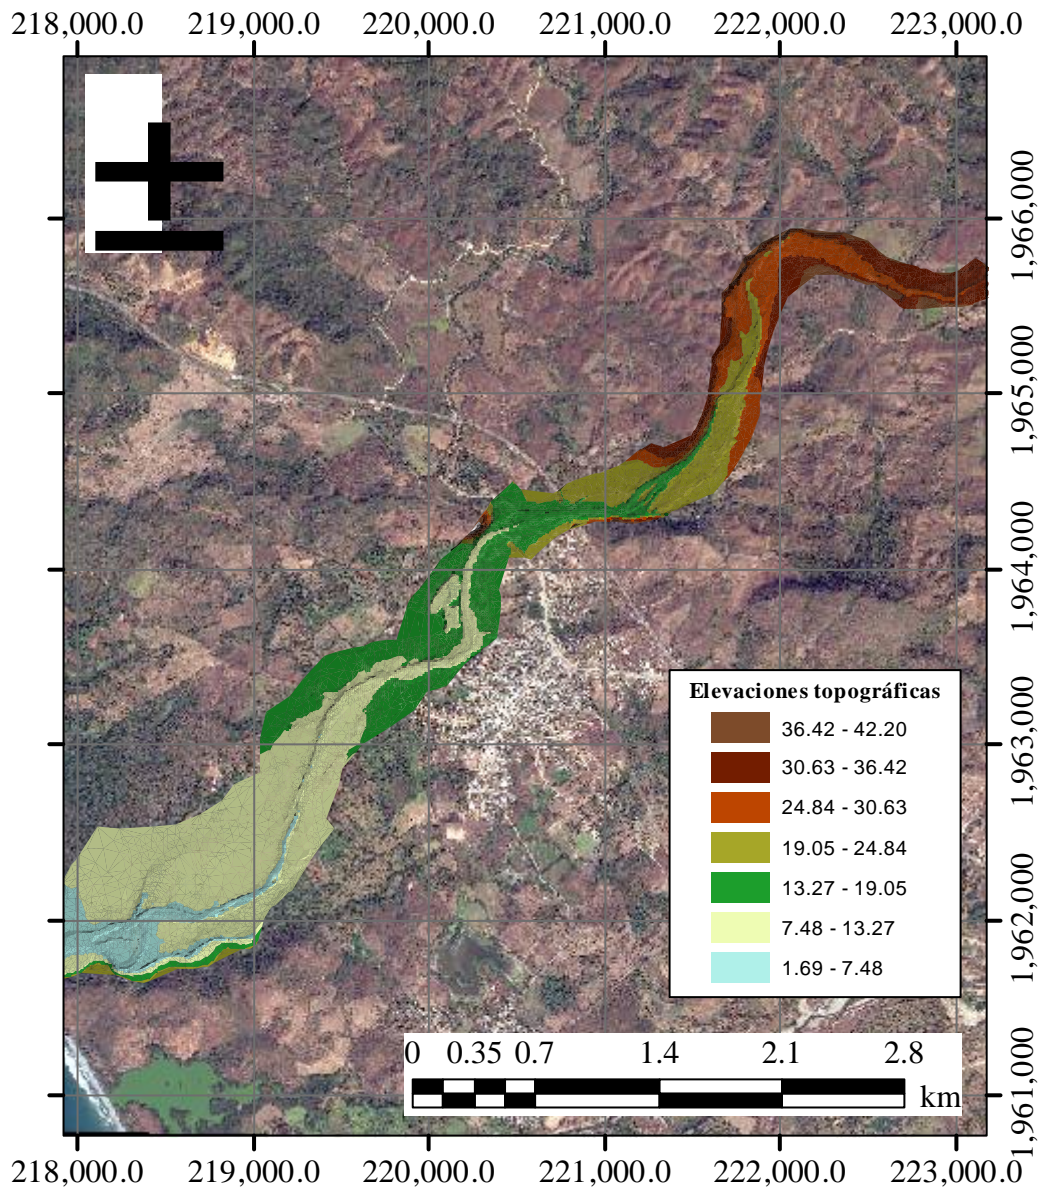 218,000.0 219,000.0 220,000.0 221,000.0 222,000.0 223,000.0
1,966,000
1,965,000
1,964,000
1,963,000
1,962,000
1,961,000
Elevaciones topográficas
36.42 - 42.20
30.63 - 36.42
24.84 - 30.63
19.05 - 24.84
13.27 - 19.05
7.48 - 13.27
1.69 - 7.48
0 0.35 0.7 1.4 2.1 2.8
km
218,000.0 219,000.0 220,000.0 221,000.0 222,000.0 223,000.0